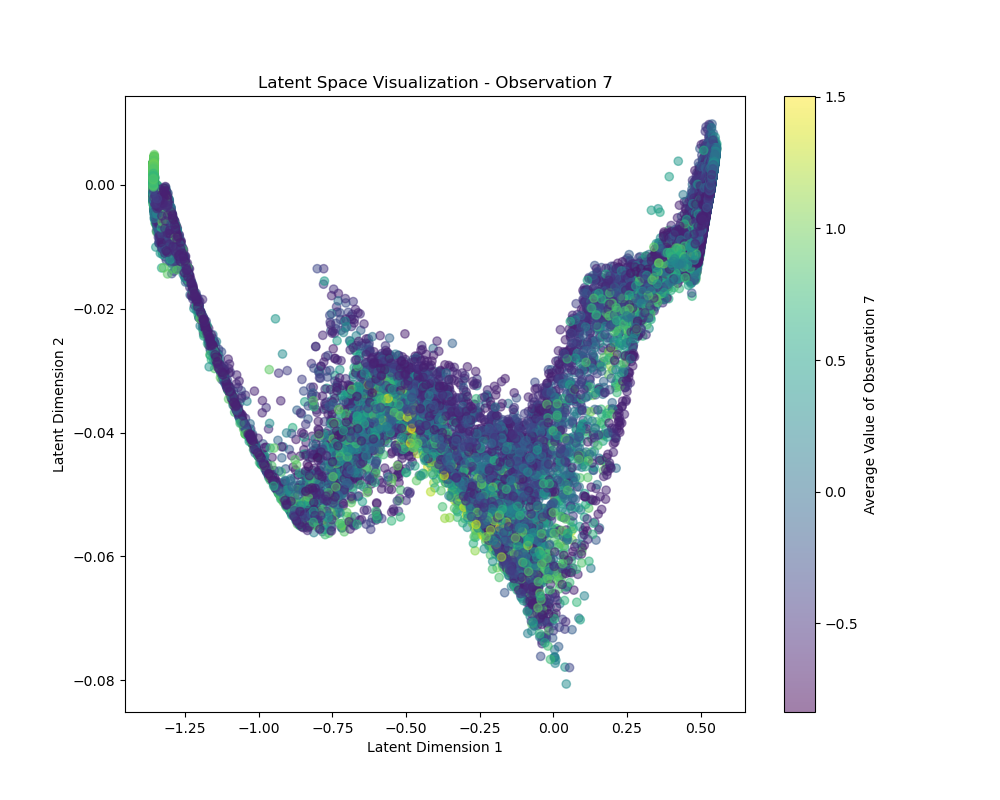 Latent Space Visualization - Observation 7
0.00
−0.02
−0.04
−0.06
−0.08
Latent Dimension 2
−1.25 −1.00 −0.75 −0.50 −0.25 0.00 0.25 0.50
Latent Dimension 1
1.5
1.0
0.5
0.0
−0.5
Average Value of Observation 7